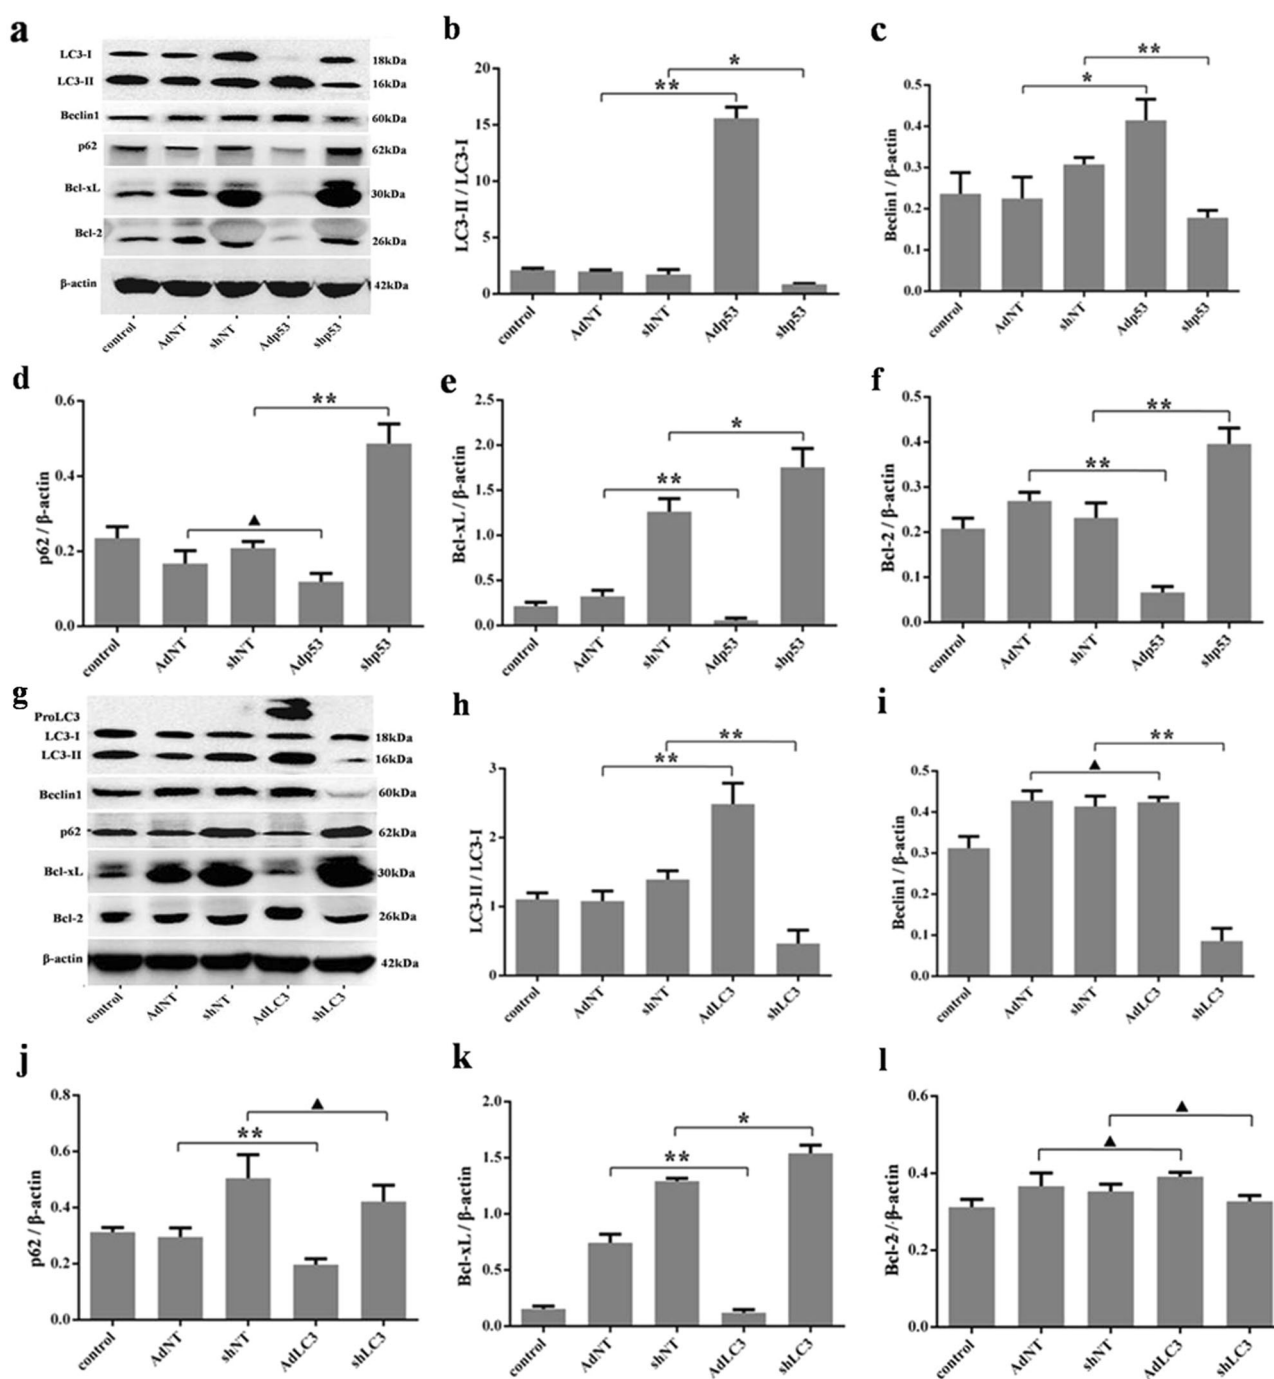 a
LC3-I
18kDa
LC3-II
16kDa
Beclin1
60kDa
p62
62kDa
Bcl-xL
30kDa
Bcl-2
26kDa
β-actin
42kDa
control
AdNT
shNT
Adp53
shp53
b
LC3-II / LC3-I
20
15
10
5
0
**
*
control
AdNT
shNT
Adp53
shp53
c
Beclin1 / β-actin
0.5
0.4
0.3
0.2
0.1
0.0
*
**
control
AdNT
shNT
Adp53
shp53
d
p62 / β-actin
0.6
0.4
0.2
0.0
▲
**
control
AdNT
shNT
Adp53
shp53
e
Bcl-xL / β-actin
2.5
2.0
1.5
1.0
0.5
0.0
**
*
control
AdNT
shNT
Adp53
shp53
f
Bcl-2 / β-actin
0.5
0.4
0.3
0.2
0.1
0.0
**
**
control
AdNT
shNT
Adp53
shp53
g
ProLC3
LC3-I
18kDa
LC3-II
16kDa
Beclin1
60kDa
p62
62kDa
Bcl-xL
30kDa
Bcl-2
26kDa
β-actin
42kDa
control
AdNT
shNT
AdLC3
shLC3
h
LC3-II / LC3-I
3
2
1
0
**
**
control
AdNT
shNT
AdLC3
shLC3
i
Beclin1 / β-actin
0.5
0.4
0.3
0.2
0.1
0.0
▲
**
control
AdNT
shNT
AdLC3
shLC3
j
p62 / β-actin
0.8
0.6
0.4
0.2
0.0
**
▲
control
AdNT
shNT
AdLC3
shLC3
k
Bcl-xL / β-actin
2.0
1.5
1.0
0.5
0.0
**
*
control
AdNT
shNT
AdLC3
shLC3
l
Bcl-2 / β-actin
0.6
0.4
0.2
0.0
▲
▲
control
AdNT
shNT
AdLC3
shLC3